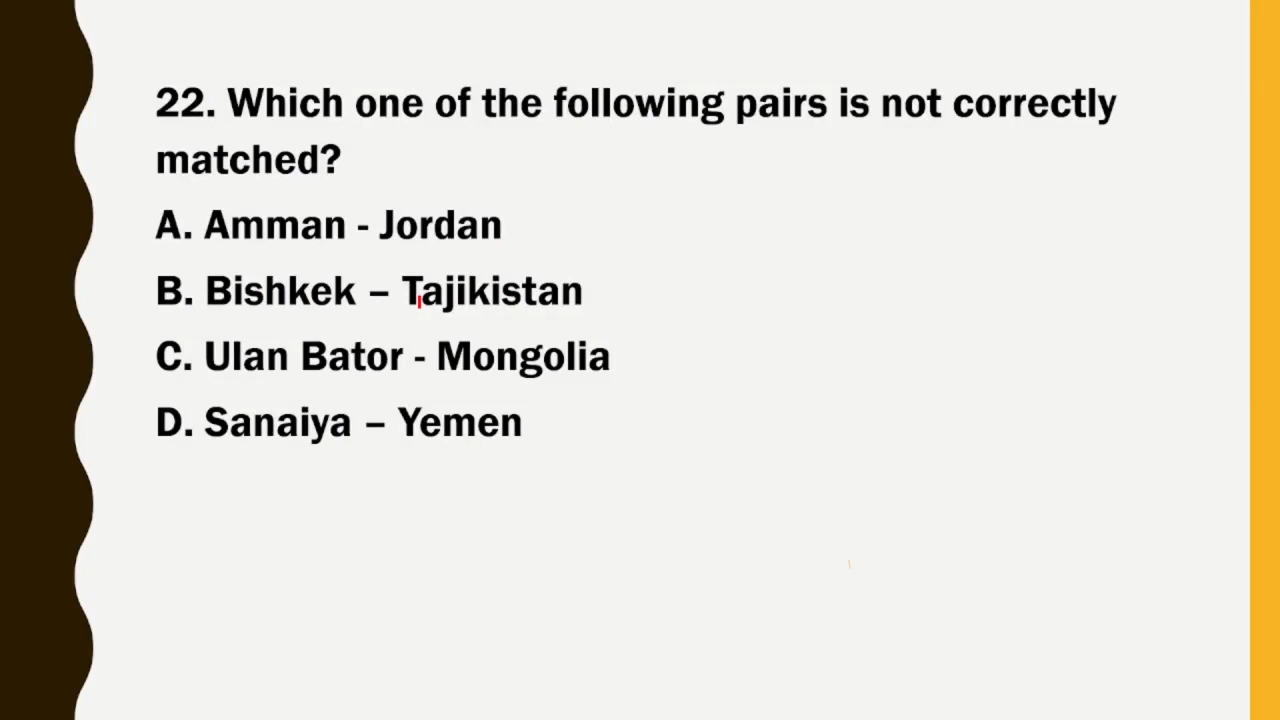 22. Which one of the following pairs is not correctly
matched?
A. Amman - Jordan
B. Bishkek – Tajikistan
C. Ulan Bator - Mongolia
D. Sanaiya – Yemen